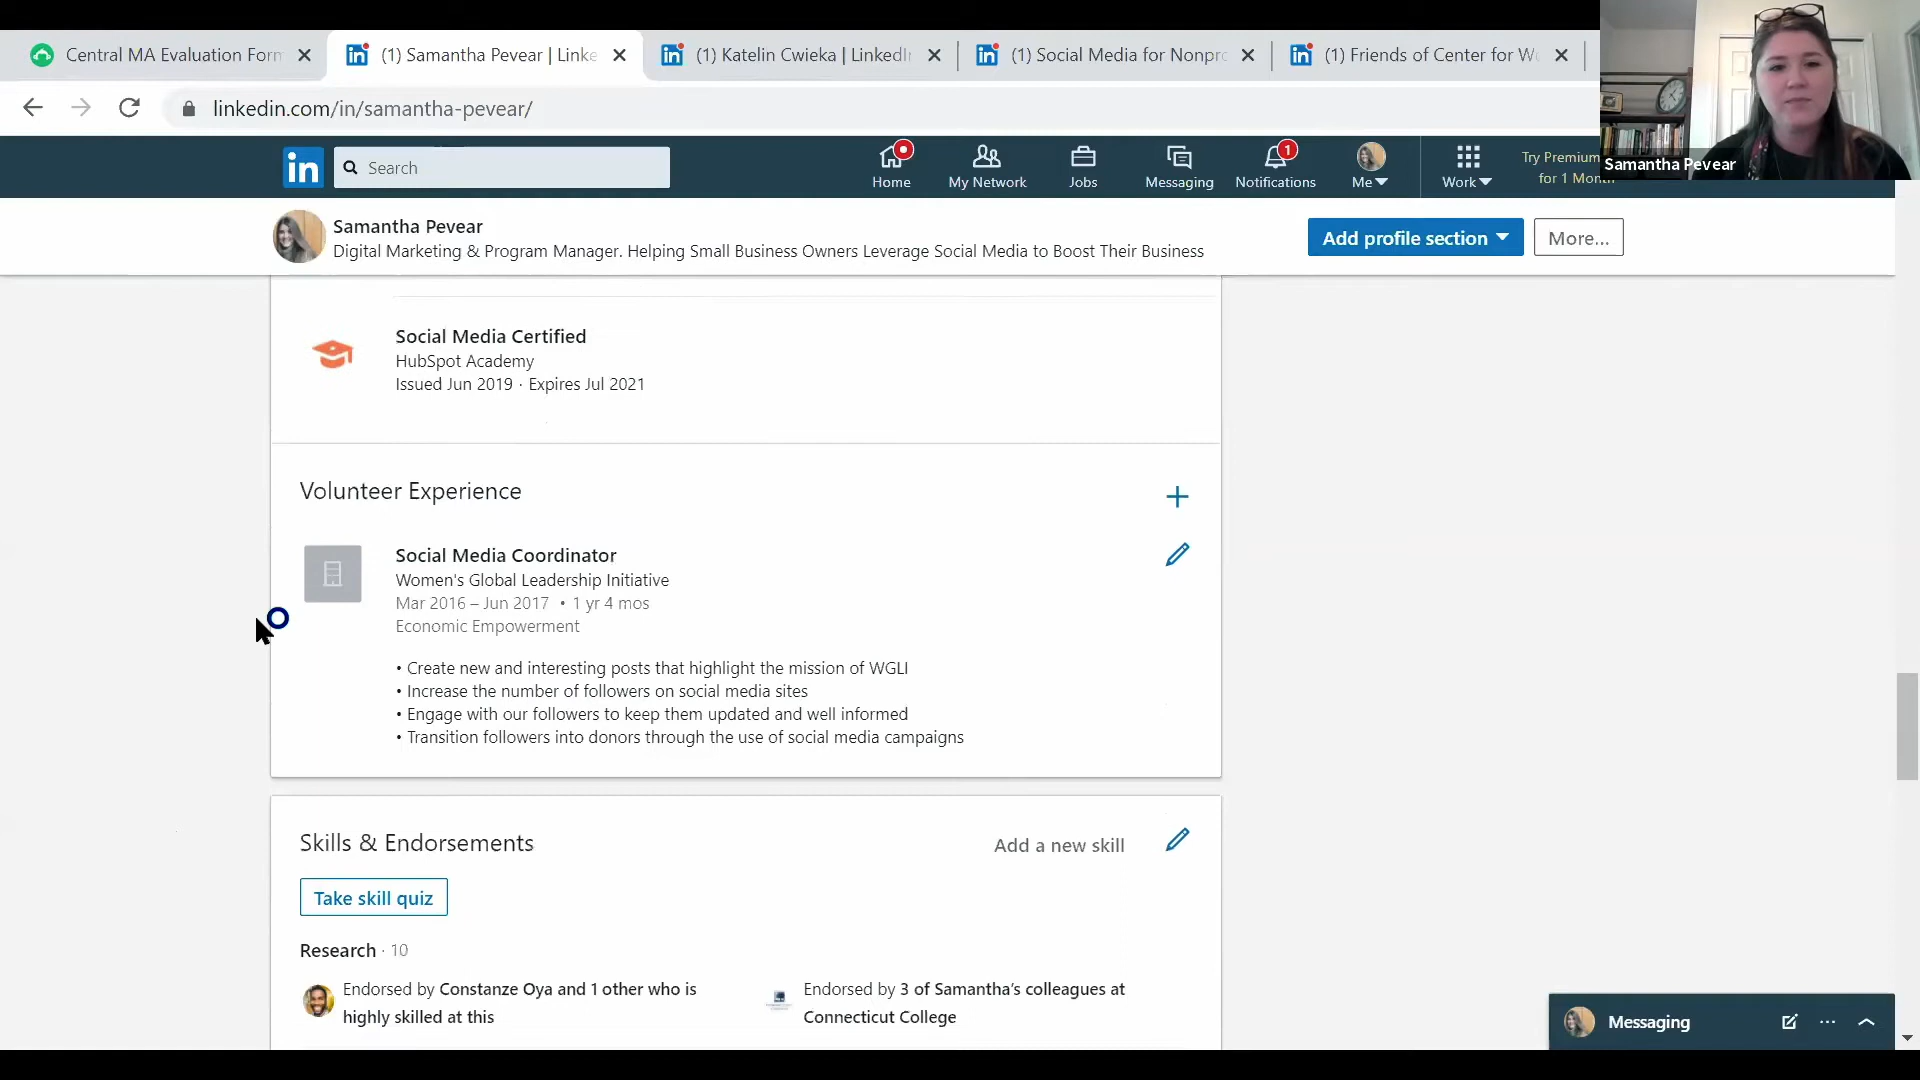 Central MA Evaluation Form
(1) Samantha Pevear | Linke
(1) Katelin Cwieka | LinkedI
(1) Social Media for Nonpro
(1) Friends of Center for Wo
linkedin.com/in/samantha-pevear/
Samantha Pevear
in
Search
Home
My Network
Jobs
Messaging
1
Notifications
Me
Work
Try Premium
for 1 Month
Samantha Pevear
Digital Marketing & Program Manager. Helping Small Business Owners Leverage Social Media to Boost Their Business
Add profile section
More...
Social Media Certified
HubSpot Academy
Issued Jun 2019 · Expires Jul 2021
Volunteer Experience
Social Media Coordinator
Women's Global Leadership Initiative
Mar 2016 – Jun 2017 • 1 yr 4 mos
Economic Empowerment
• Create new and interesting posts that highlight the mission of WGLI
• Increase the number of followers on social media sites
• Engage with our followers to keep them updated and well informed
• Transition followers into donors through the use of social media campaigns
Skills & Endorsements
Add a new skill
Take skill quiz
Research · 10
Endorsed by Constanze Oya and 1 other who is
highly skilled at this
Endorsed by 3 of Samantha's colleagues at
Connecticut College
Messaging